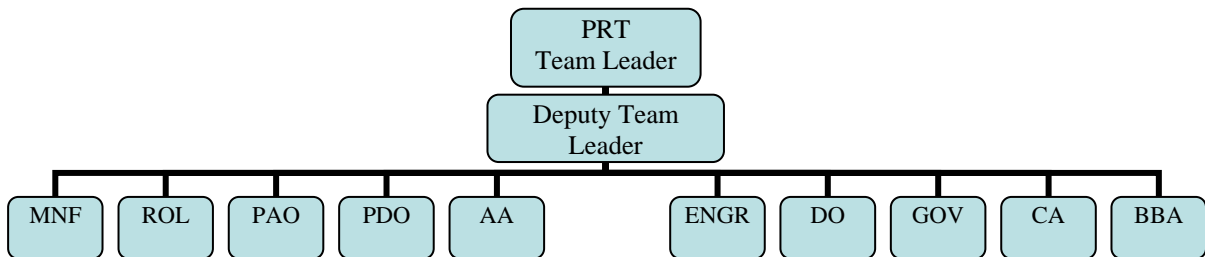 PRT
Team Leader
Deputy Team
Leader
MNF ROL PAO PDO AA ENGR DO GOV CA BBA